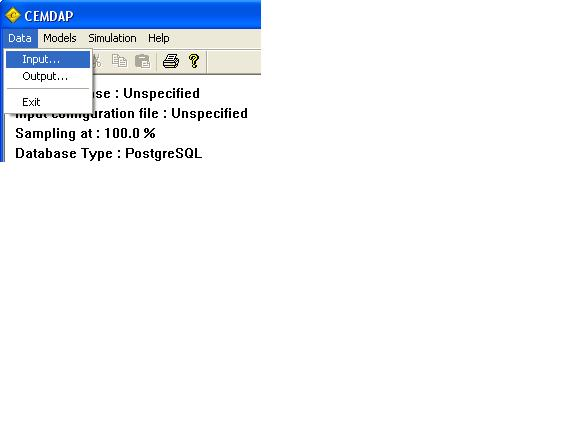 CEMDAP
Data Models Simulation Help
Input...
Output...
Exit
: Unspecified
Input configuration file : Unspecified
Sampling at : 100.0 %
Database Type : PostgreSQL